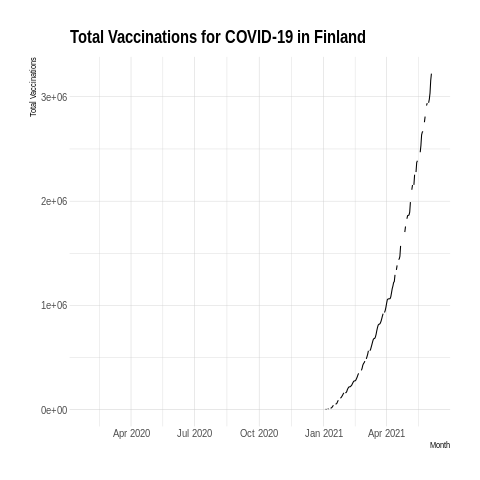 Total Vaccinations for COVID-19 in Finland
Total Vaccinations
3e+06
2e+06
1e+06
0e+00
Apr 2020 Jul 2020 Oct 2020 Jan 2021 Apr 2021
Month